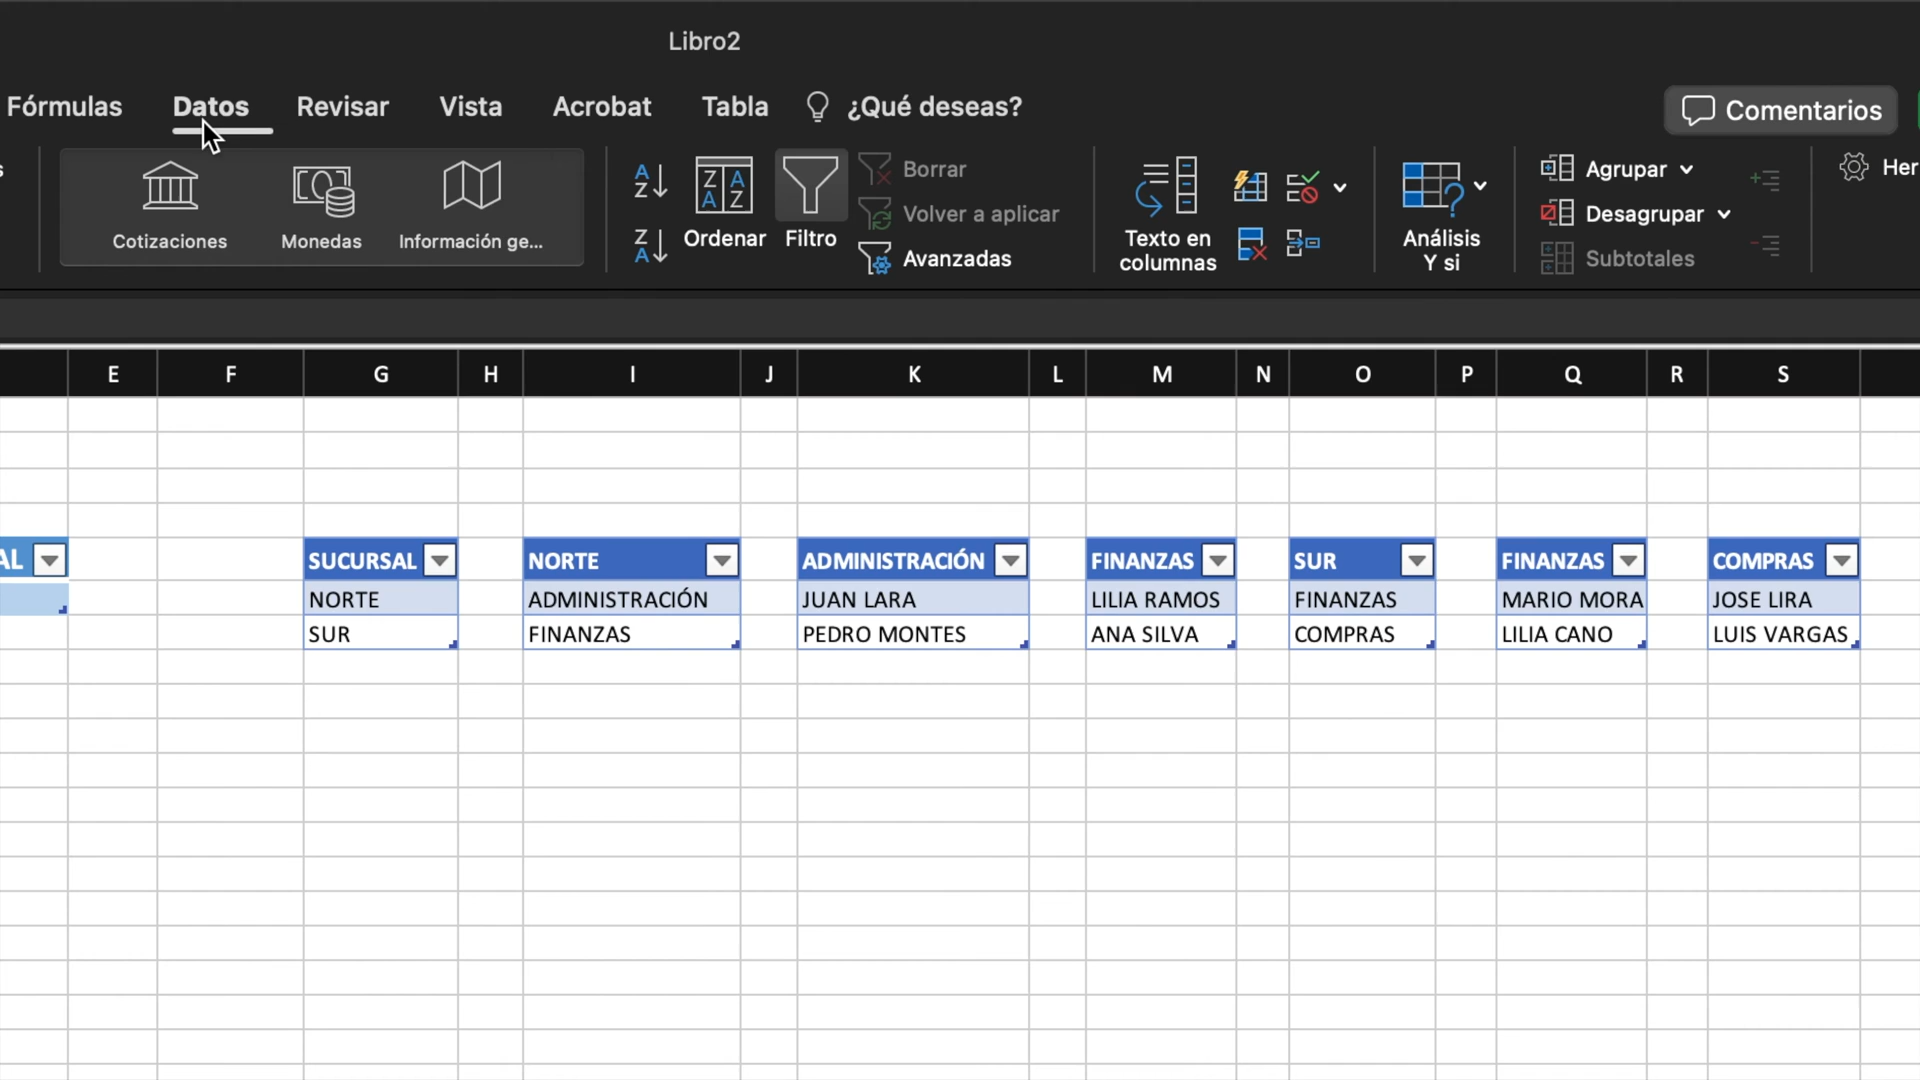 Libro2
Fórmulas Datos Revisar Vista Acrobat Tabla ¿Qué deseas? Comentarios
Cotizaciones Monedas Información ge...
Ordenar Filtro
Borrar
Volver a aplicar
Avanzadas
Texto en columnas
Análisis Y si
Agrupar
Desagrupar
Subtotales
Her
E F G H I J K L M N O P Q R S
AL SUCURSAL NORTE ADMINISTRACIÓN FINANZAS SUR FINANZAS COMPRAS
NORTE ADMINISTRACIÓN JUAN LARA LILIA RAMOS FINANZAS MARIO MORA JOSE LIRA
SUR FINANZAS PEDRO MONTES ANA SILVA COMPRAS LILIA CANO LUIS VARGAS